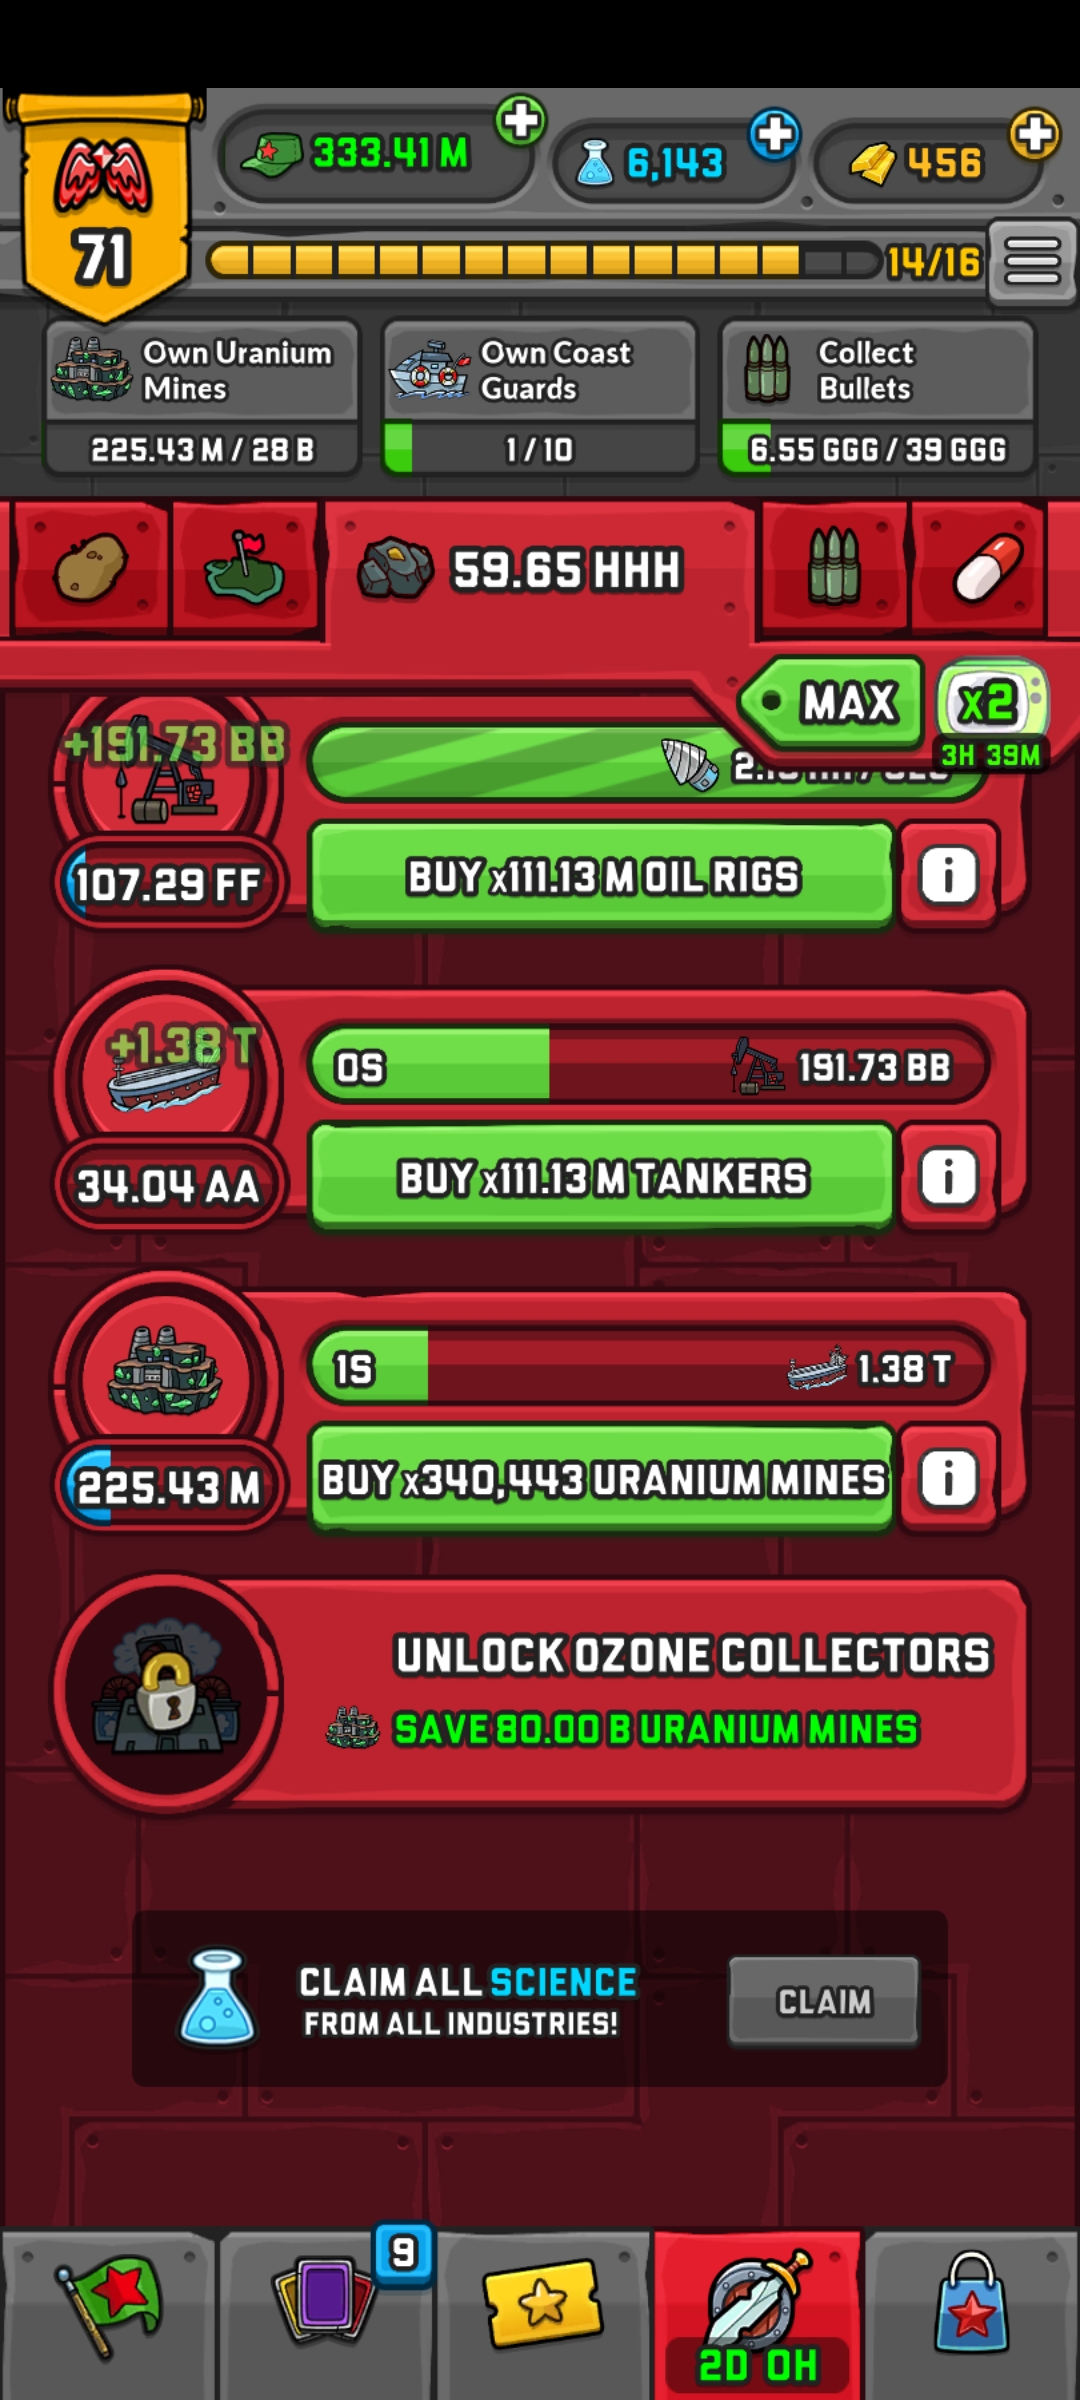 333.41 M
6,143
456
71
14/16
Own Uranium
Mines
225.43 M / 28 B
Own Coast
Guards
1 / 10
Collect
Bullets
6.55 GGG / 39 GGG
59.65 HHH
MAX
x2
3H 39M
+191.73 BB
107.29 FF
BUY x111.13 M OIL RIGS
i
+1.38 T
0S
191.73 BB
34.04 AA
BUY x111.13 M TANKERS
i
1S
1.38 T
225.43 M
BUY x340,443 URANIUM MINES
i
UNLOCK OZONE COLLECTORS
SAVE 80.00 B URANIUM MINES
CLAIM ALL SCIENCE
FROM ALL INDUSTRIES!
CLAIM
9
2D 0H